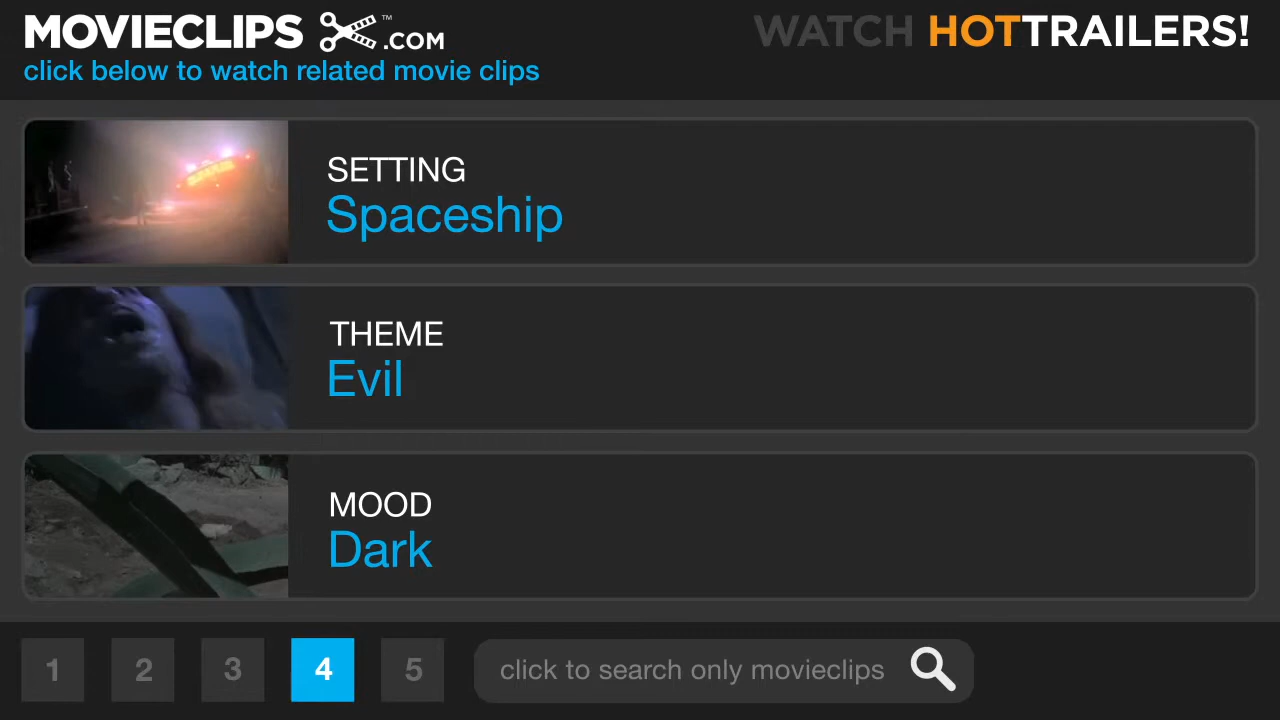 MOVIECLIPS ™.COM
WATCH HOTTRAILERS!
click below to watch related movie clips
SETTING
Spaceship
THEME
Evil
MOOD
Dark
1 2 3 4 5 click to search only movieclips